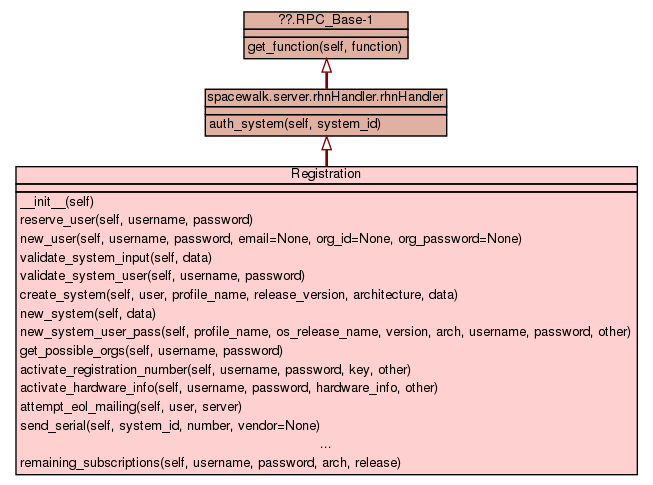 ??.RPC_Base-1
get_function(self, function)
spacewalk.server.rhnHandler.rhnHandler
auth_system(self, system_id)
Registration
__init__(self)
reserve_user(self, username, password)
new_user(self, username, password, email=None, org_id=None, org_password=None)
validate_system_input(self, data)
validate_system_user(self, username, password)
create_system(self, user, profile_name, release_version, architecture, data)
new_system(self, data)
new_system_user_pass(self, profile_name, os_release_name, version, arch, username, password, other)
get_possible_orgs(self, username, password)
activate_registration_number(self, username, password, key, other)
activate_hardware_info(self, username, password, hardware_info, other)
attempt_eol_mailing(self, user, server)
send_serial(self, system_id, number, vendor=None)
...
remaining_subscriptions(self, username, password, arch, release)